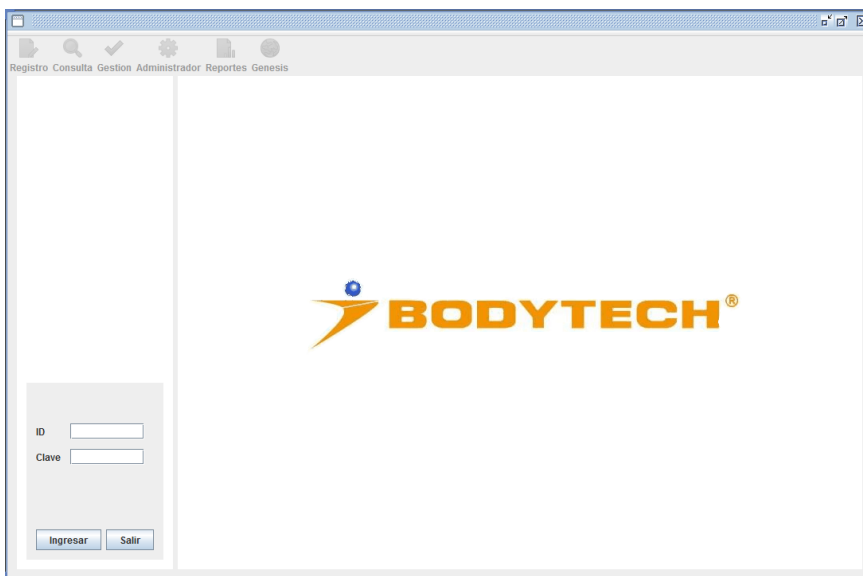 Registro Consulta Gestion Administrador Reportes Genesis
BODYTECH®
ID
Clave
Ingresar Salir